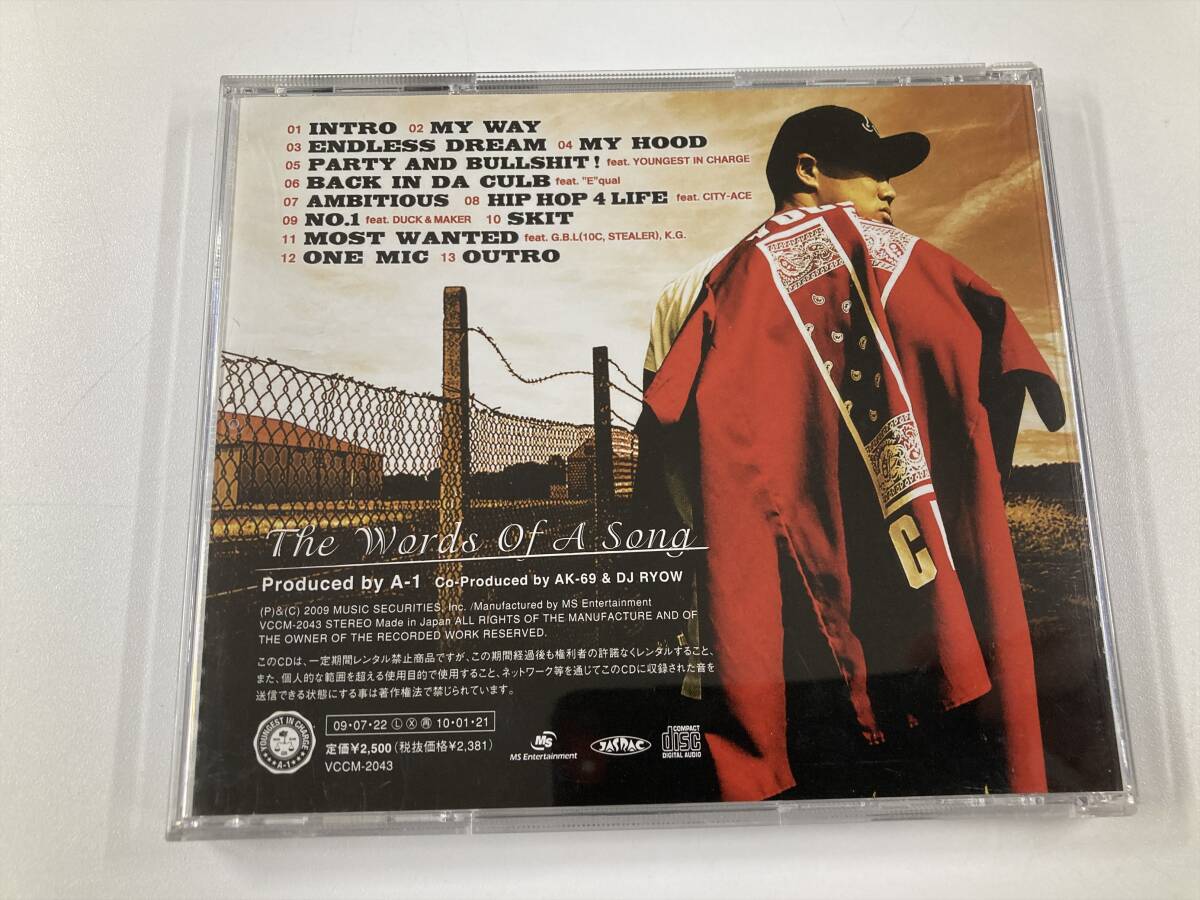 01 INTRO 02 MY WAY
03 ENDLESS DREAM 04 MY HOOD
05 PARTY AND BULLSHIT! feat. YOUNGEST IN CHARGE
06 BACK IN DA CULB feat. "E"qual
07 AMBITIOUS 08 HIP HOP 4 LIFE feat. CITY-ACE
09 NO.1 feat. DUCK & MAKER 10 SKIT
11 MOST WANTED feat. G.B.L(10C, STEALER), K.G.
12 ONE MIC 13 OUTRO
The Words Of A Song
Produced by A-1 Co-Produced by AK-69 & DJ RYOW
(P)&(C) 2009 MUSIC SECURITIES, Inc. /Manufactured by MS Entertainment
VCCM-2043 STEREO Made in Japan ALL RIGHTS OF THE MANUFACTURE AND OF
THE OWNER OF THE RECORDED WORK RESERVED.
このCDは、一定期間レンタル禁止商品ですが、この期間経過後も権利者の許諾なくレンタルすること、
また、個人的な範囲を超える使用目的で使用すること、ネットワーク等を通じてこのCDに収録された音を
送信できる状態にする事は著作権法で禁じられています。
YOUNGEST IN CHARGE
A-1
09・07・22 Ⓛ Ⓧ ㊞ 10・01・21
定価¥2,500(税抜価格¥2,381)
VCCM-2043
MS
MS Entertainment
JASRAC
COMPACT
disc
DIGITAL AUDIO
C